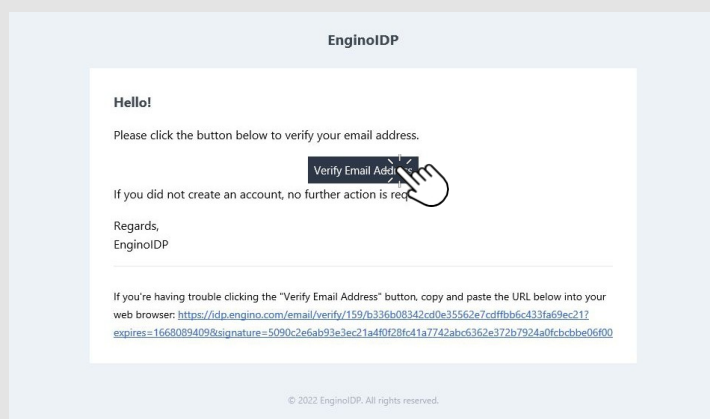 EnginoIDP
Hello!
Please click the button below to verify your email address.
Verify Email Address
If you did not create an account, no further action is req
Regards,
EnginoIDP
If you're having trouble clicking the "Verify Email Address" button, copy and paste the URL below into your
web browser: https://idp.engino.com/email/verify/159/b336b08342cd0e35562e7cdffbb6c433fa69ec21?
expires=1668089409&signature=5090c2e6ab93e3ec21a4f0f28fc41a7742abc6362e372b7924a0fcbcbbe06f00
© 2022 EnginoIDP. All rights reserved.